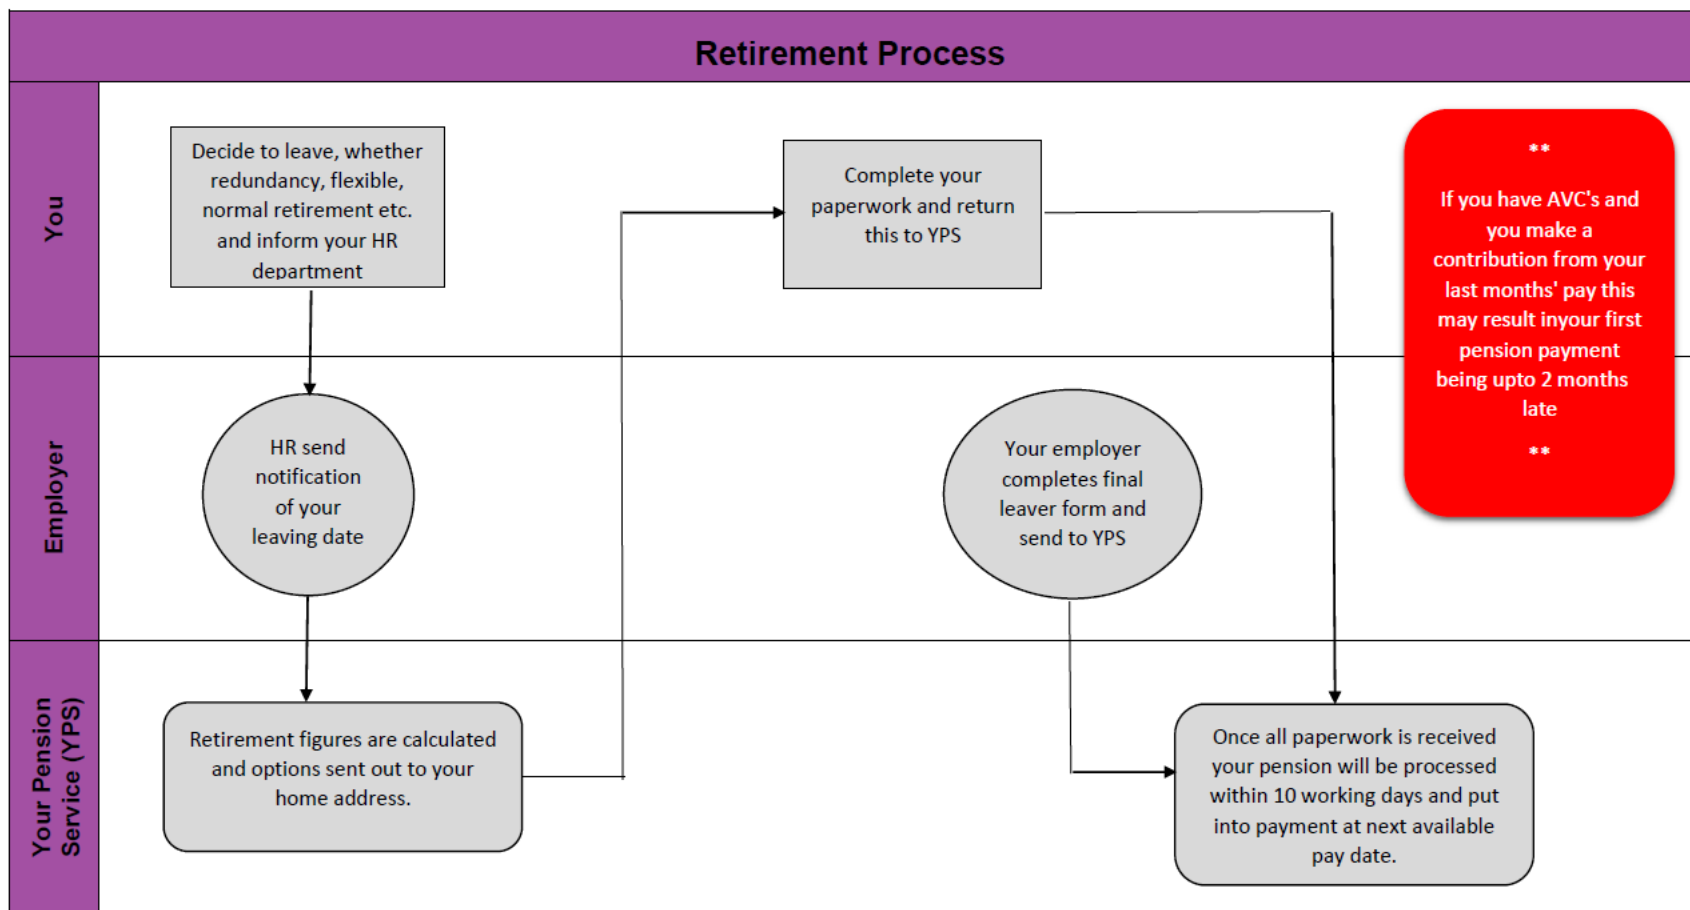 Retirement Process
You
Decide to leave, whether
redundancy, flexible,
normal retirement etc.
and inform your HR
department
Complete your
paperwork and return
this to YPS
**
If you have AVC's and
you make a
contribution from your
last months' pay this
may result inyour first
pension payment
being upto 2 months
late
**
Employer
HR send
notification
of your
leaving date
Your employer
completes final
leaver form and
send to YPS
Your Pension
Service (YPS)
Retirement figures are calculated
and options sent out to your
home address.
Once all paperwork is received
your pension will be processed
within 10 working days and put
into payment at next available
pay date.